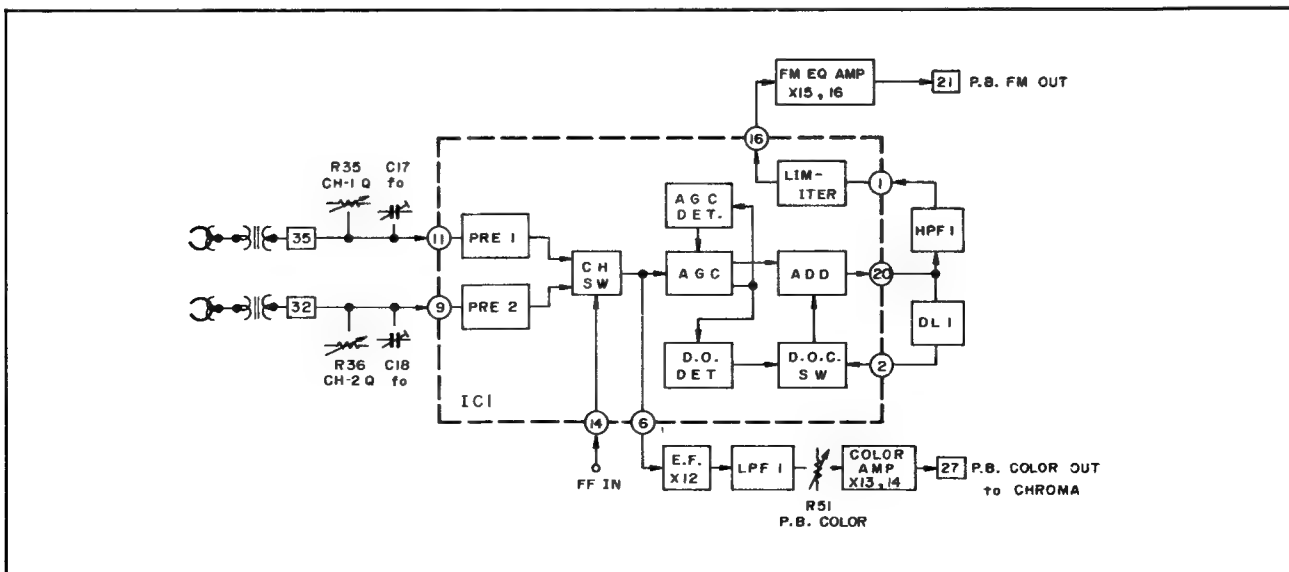 FM EQ AMP
X15, 16
21
P.B. FM OUT
16
R35
CH-1 Q
C17
fo
LIM-
ITER
1
AGC
DET.
HPF 1
35
11
PRE 1
CH
SW
AGC
ADD
20
32
9
PRE 2
DL 1
R36
CH-2 Q
C18
fo
D.O.
DET
D.O.C.
SW
2
IC1
14
6
FF IN
E.F.
X12
LPF 1
COLOR
AMP
X13, 14
27
P.B. COLOR OUT
to CHROMA
R51
P.B. COLOR